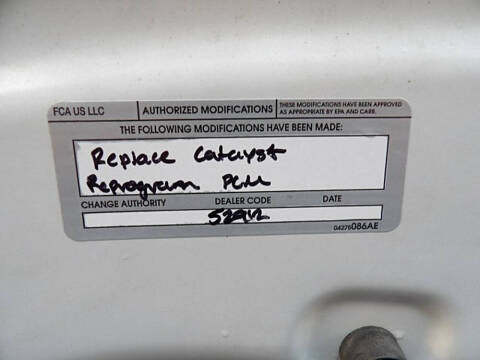 FCA US LLC AUTHORIZED MODIFICATIONS THESE MODIFICATIONS HAVE BEEN APPROVED
AS APPROPRIATE BY EPA AND CARB.
THE FOLLOWING MODIFICATIONS HAVE BEEN MADE:
Replace Catalyst
Reprogram PCM
CHANGE AUTHORITY DEALER CODE DATE
04275086AE